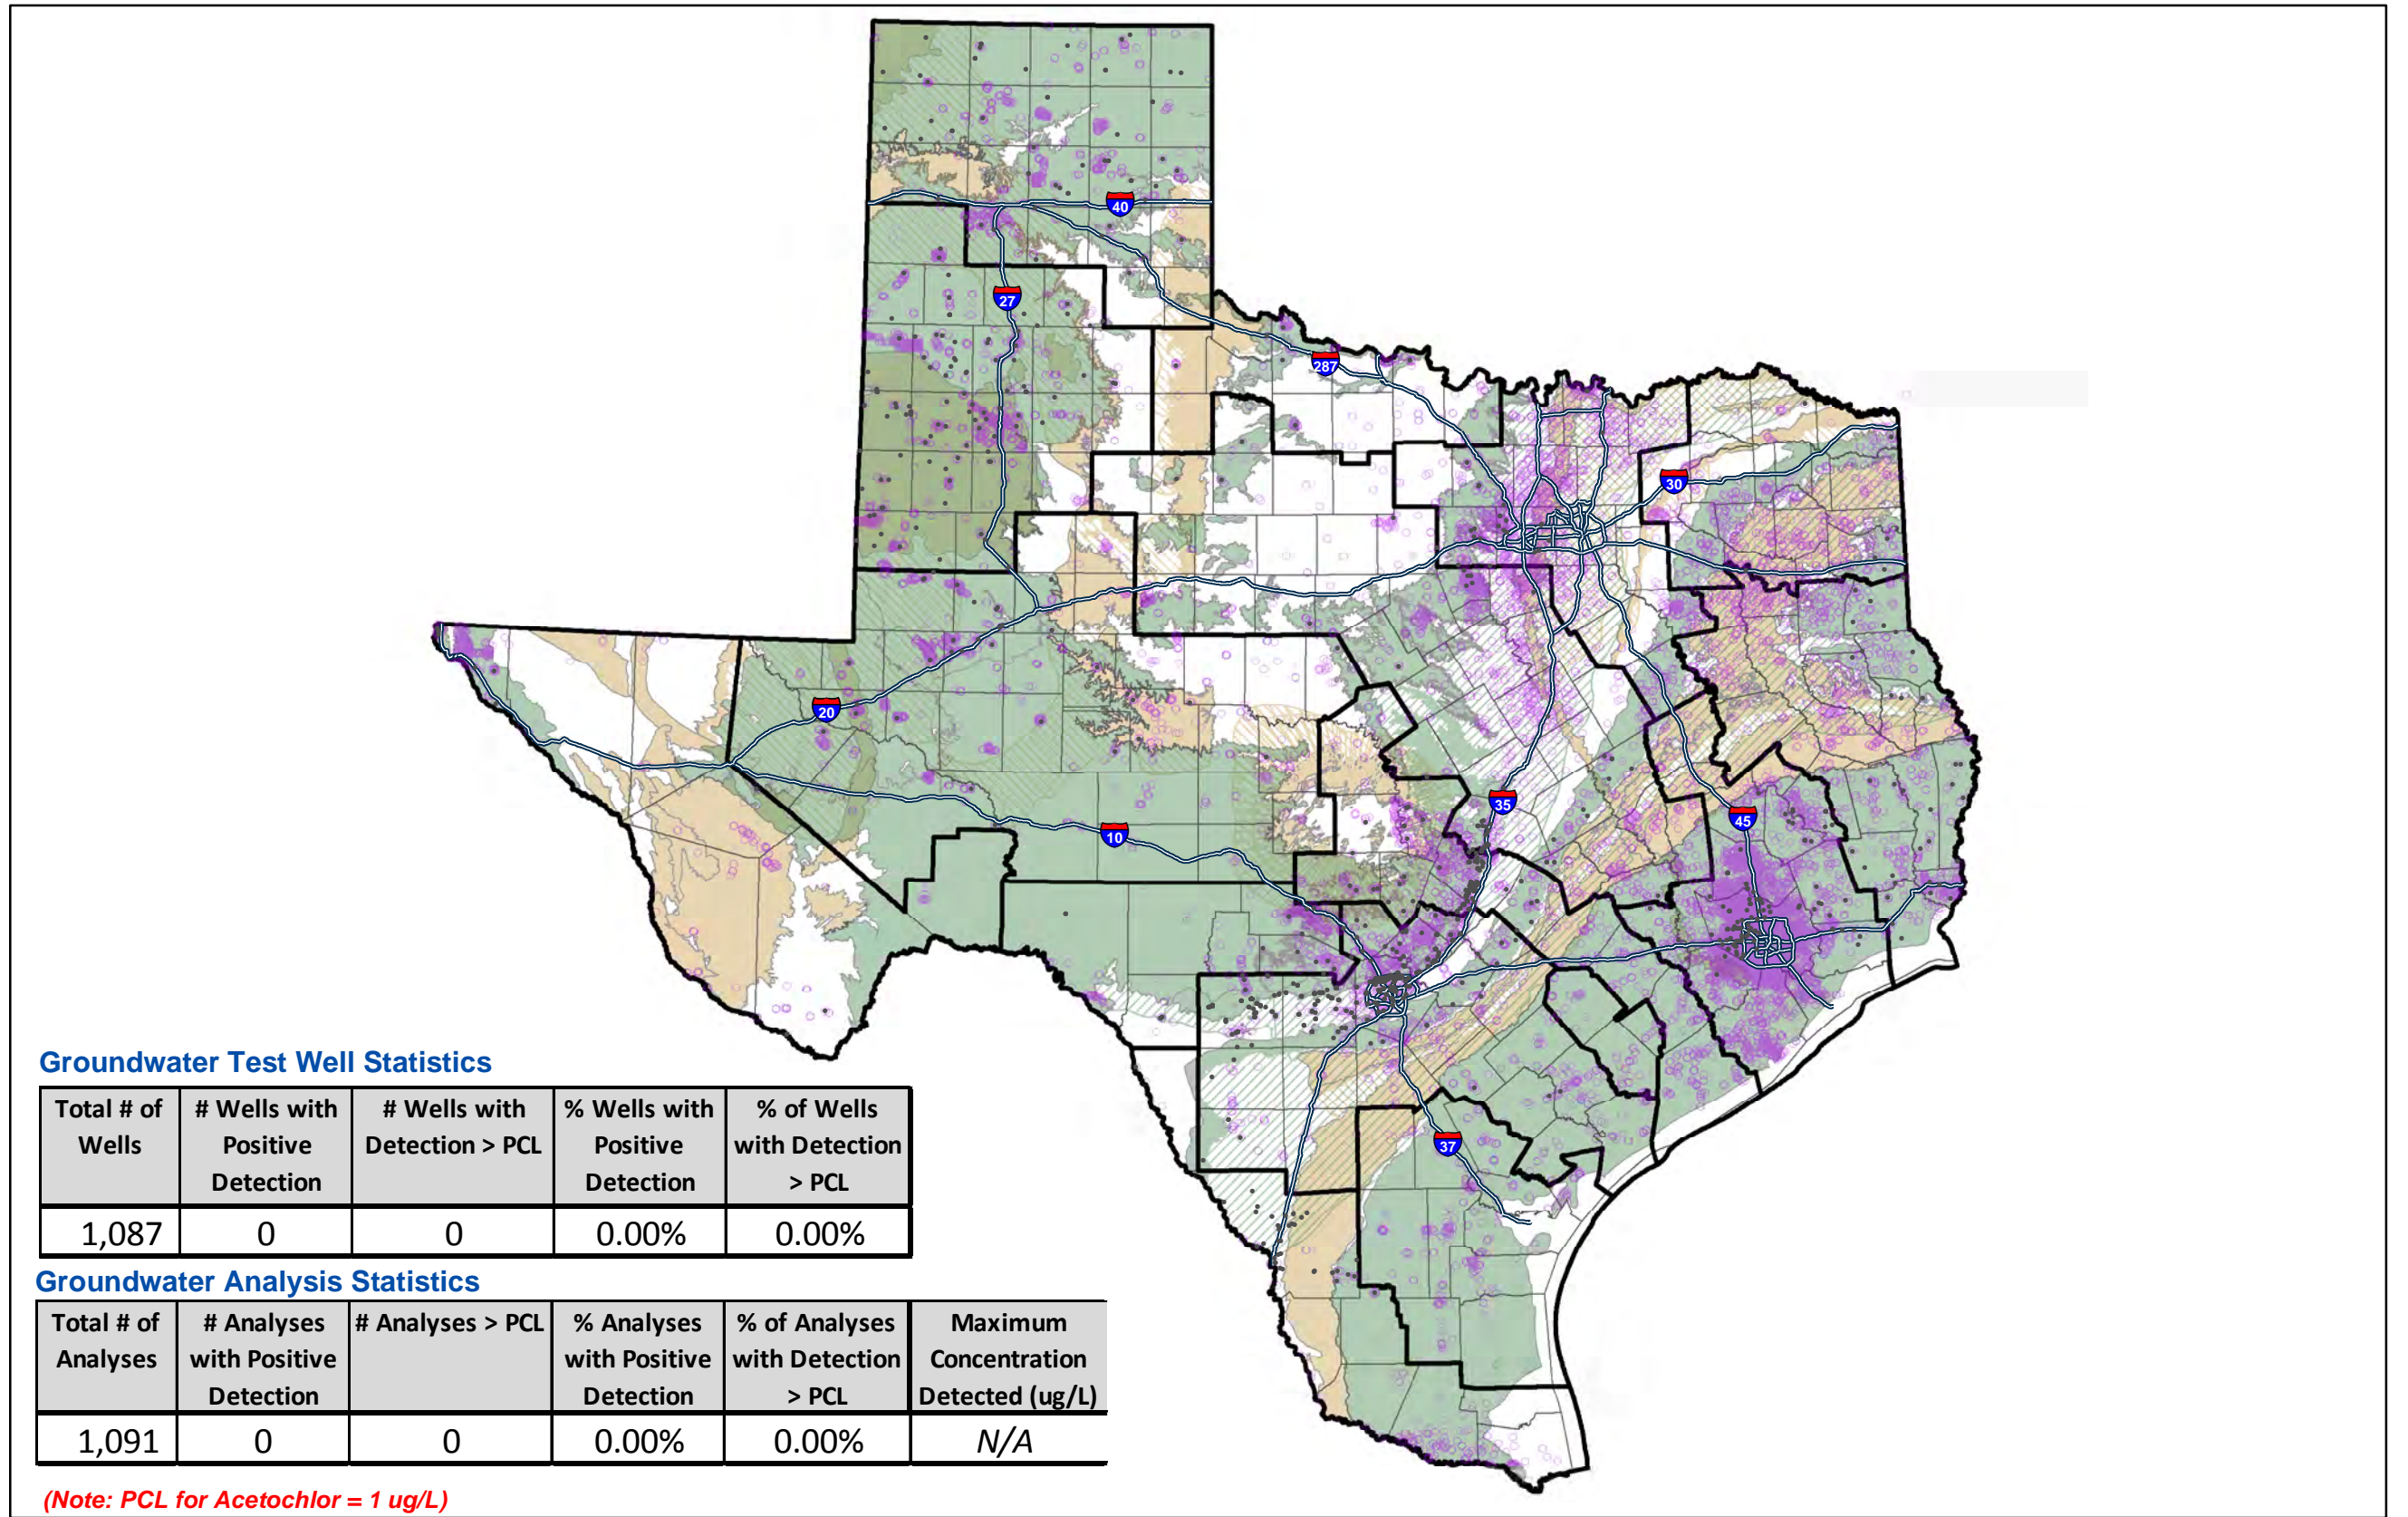 40
27
287
30
20
10
35
45
37
Groundwater Test Well Statistics
Total # of Wells
# Wells with Positive Detection
# Wells with Detection > PCL
% Wells with Positive Detection
% of Wells with Detection > PCL
1,087 0 0 0.00% 0.00%
Groundwater Analysis Statistics
Total # of Analyses
# Analyses with Positive Detection
# Analyses > PCL
% Analyses with Positive Detection
% of Analyses with Detection > PCL
Maximum Concentration Detected (ug/L)
1,091 0 0 0.00% 0.00% N/A
(Note: PCL for Acetochlor = 1 ug/L)